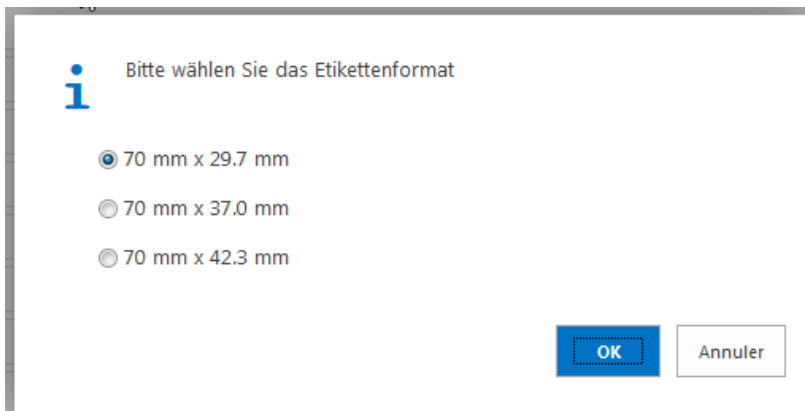 Bitte wählen Sie das Etikettenformat
70 mm x 29.7 mm
70 mm x 37.0 mm
70 mm x 42.3 mm
OK Annuler